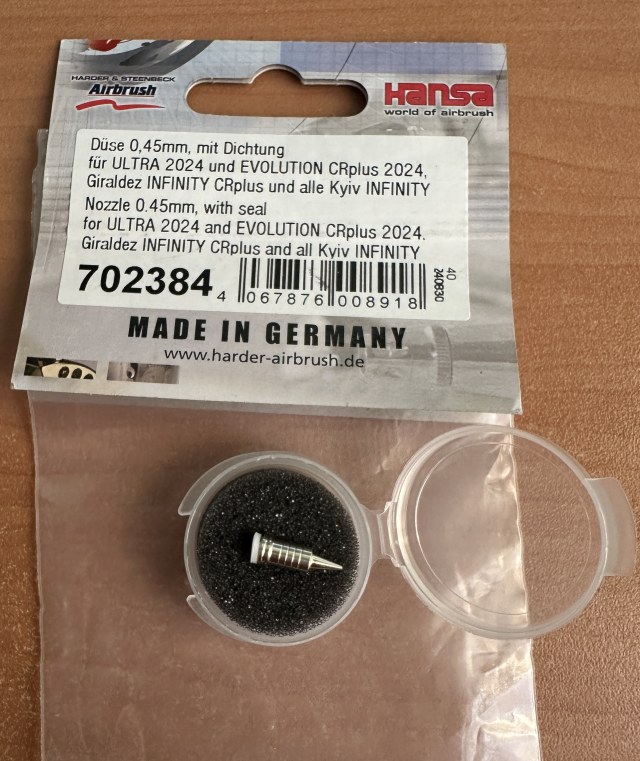 HARDER & STEENBECK
Airbrush
Hansa
world of airbrush
Düse 0,45mm, mit Dichtung
für ULTRA 2024 und EVOLUTION CRplus 2024,
Giraldez INFINITY CRplus und alle Kyiv INFINITY
Nozzle 0.45mm, with seal
for ULTRA 2024 and EVOLUTION CRplus 2024.
Giraldez INFINITY CRplus and all Kyiv INFINITY
702384
4 067876 008918
40
240830
MADE IN GERMANY
www.harder-airbrush.de